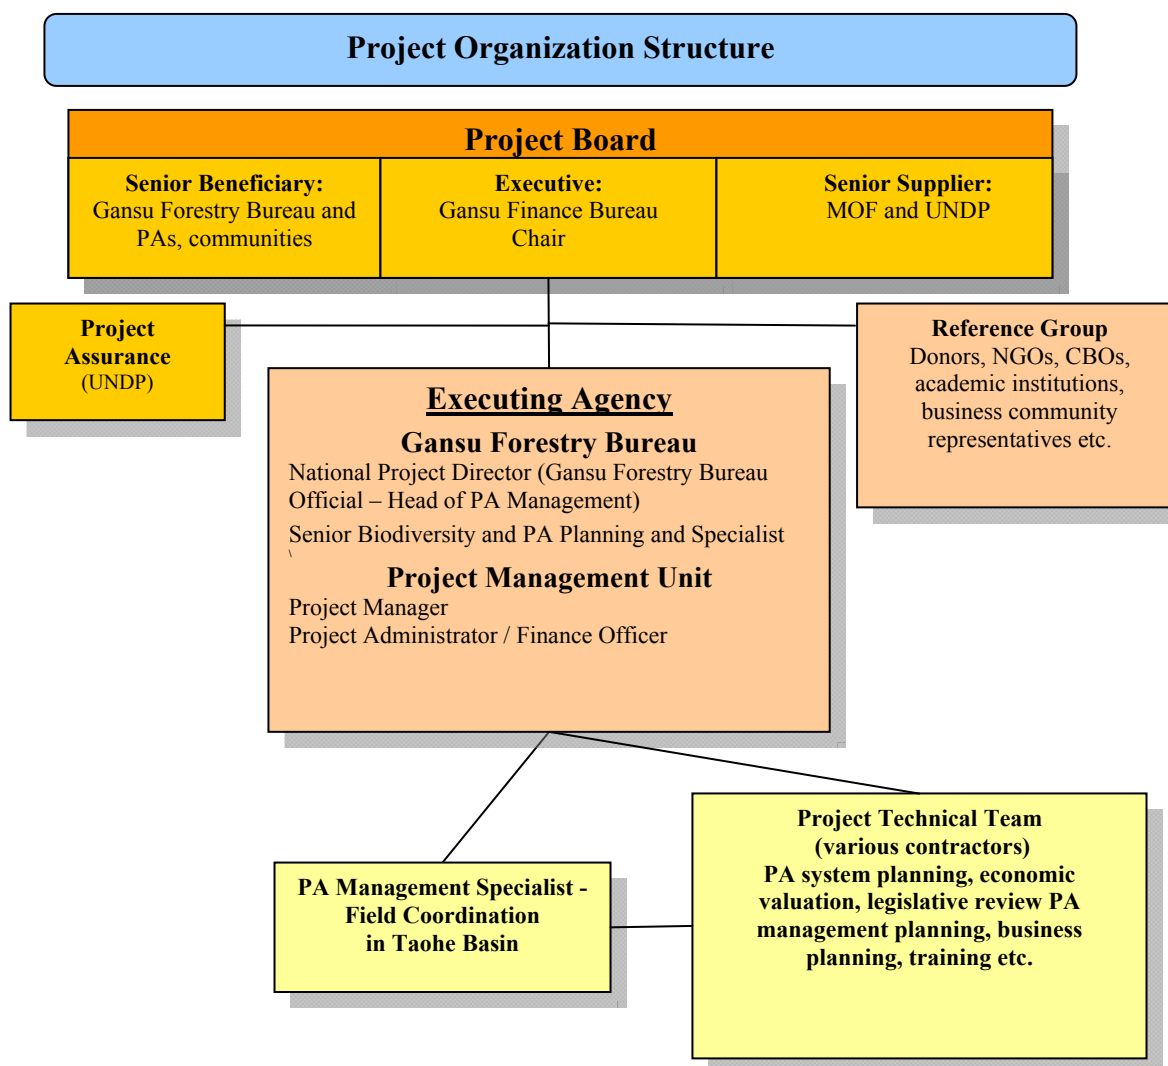 Project Organization Structure
Project Board
Senior Beneficiary:
Gansu Forestry Bureau and
PAs, communities
Executive:
Gansu Finance Bureau
Chair
Senior Supplier:
MOF and UNDP
Project
Assurance
(UNDP)
Reference Group
Donors, NGOs, CBOs,
academic institutions,
business community
representatives etc.
Executing Agency
Gansu Forestry Bureau
National Project Director (Gansu Forestry Bureau
Official – Head of PA Management)
Senior Biodiversity and PA Planning and Specialist
\
Project Management Unit
Project Manager
Project Administrator / Finance Officer
PA Management Specialist -
Field Coordination
in Taohe Basin
Project Technical Team
(various contractors)
PA system planning, economic
valuation, legislative review PA
management planning, business
planning, training etc.